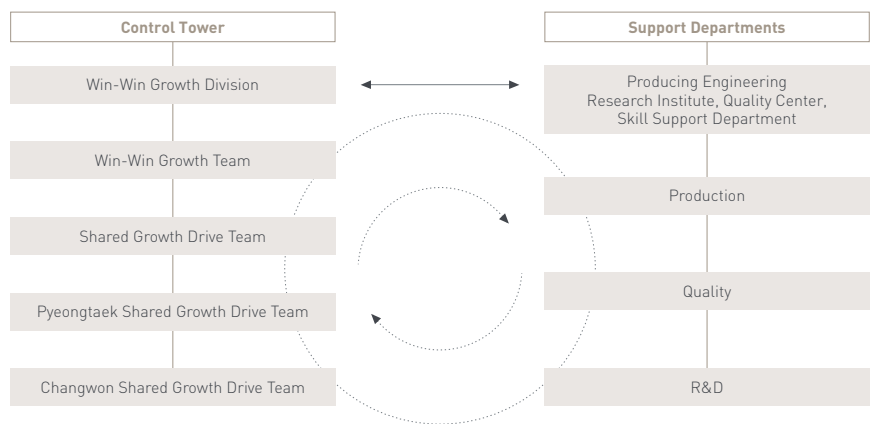 Control Tower
Win-Win Growth Division
Win-Win Growth Team
Shared Growth Drive Team
Pyeongtaek Shared Growth Drive Team
Changwon Shared Growth Drive Team
Support Departments
Producing Engineering
Research Institute, Quality Center,
Skill Support Department
Production
Quality
R&D